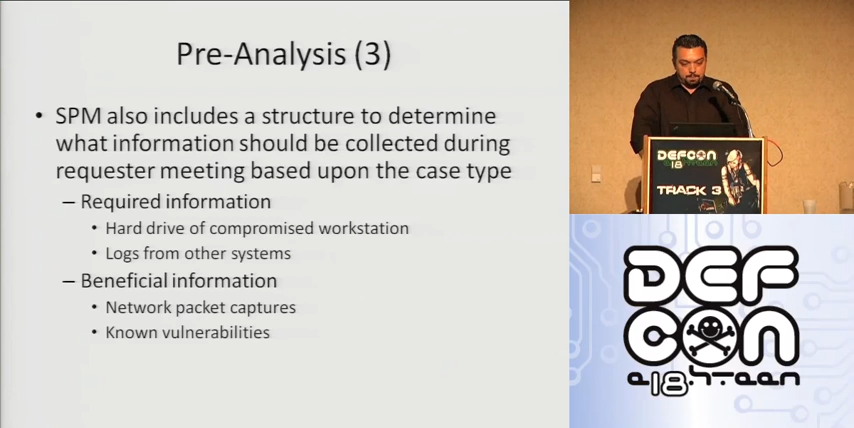 Pre-Analysis (3)
• SPM also includes a structure to determine
what information should be collected during
requester meeting based upon the case type
– Required information
• Hard drive of compromised workstation
• Logs from other systems
– Beneficial information
• Network packet captures
• Known vulnerabilities
DEFCON
18
TRACK 3
DEF
CON
e18hteen